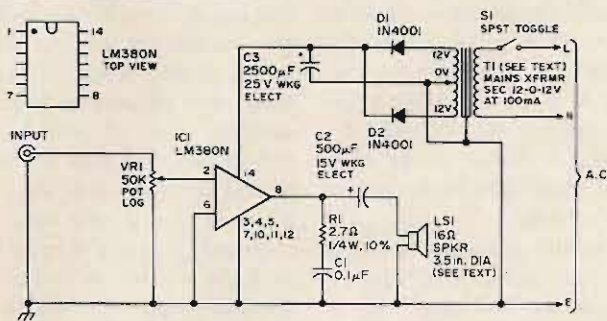 1
14
LM380N
TOP VIEW
7
8
INPUT
VR1
50K
POT
LOG
IC1
LM380N
2
6
14
8
3,4,5,
7,10,11,12
C3
2500µF
25V WKG
ELECT
+
D1
1N4001
D2
1N4001
12V
0V
12V
S1
SPST TOGGLE
L
T1 (SEE TEXT)
MAINS XFRMR
SEC 12-0-12V
AT 100mA
N
A.C.
E
C2
500µF
15V WKG
ELECT
+
R1
2.7Ω
1/4W, 10%
C1
0.1µF
LS1
16Ω
SPKR
3.5in. DIA
(SEE TEXT)